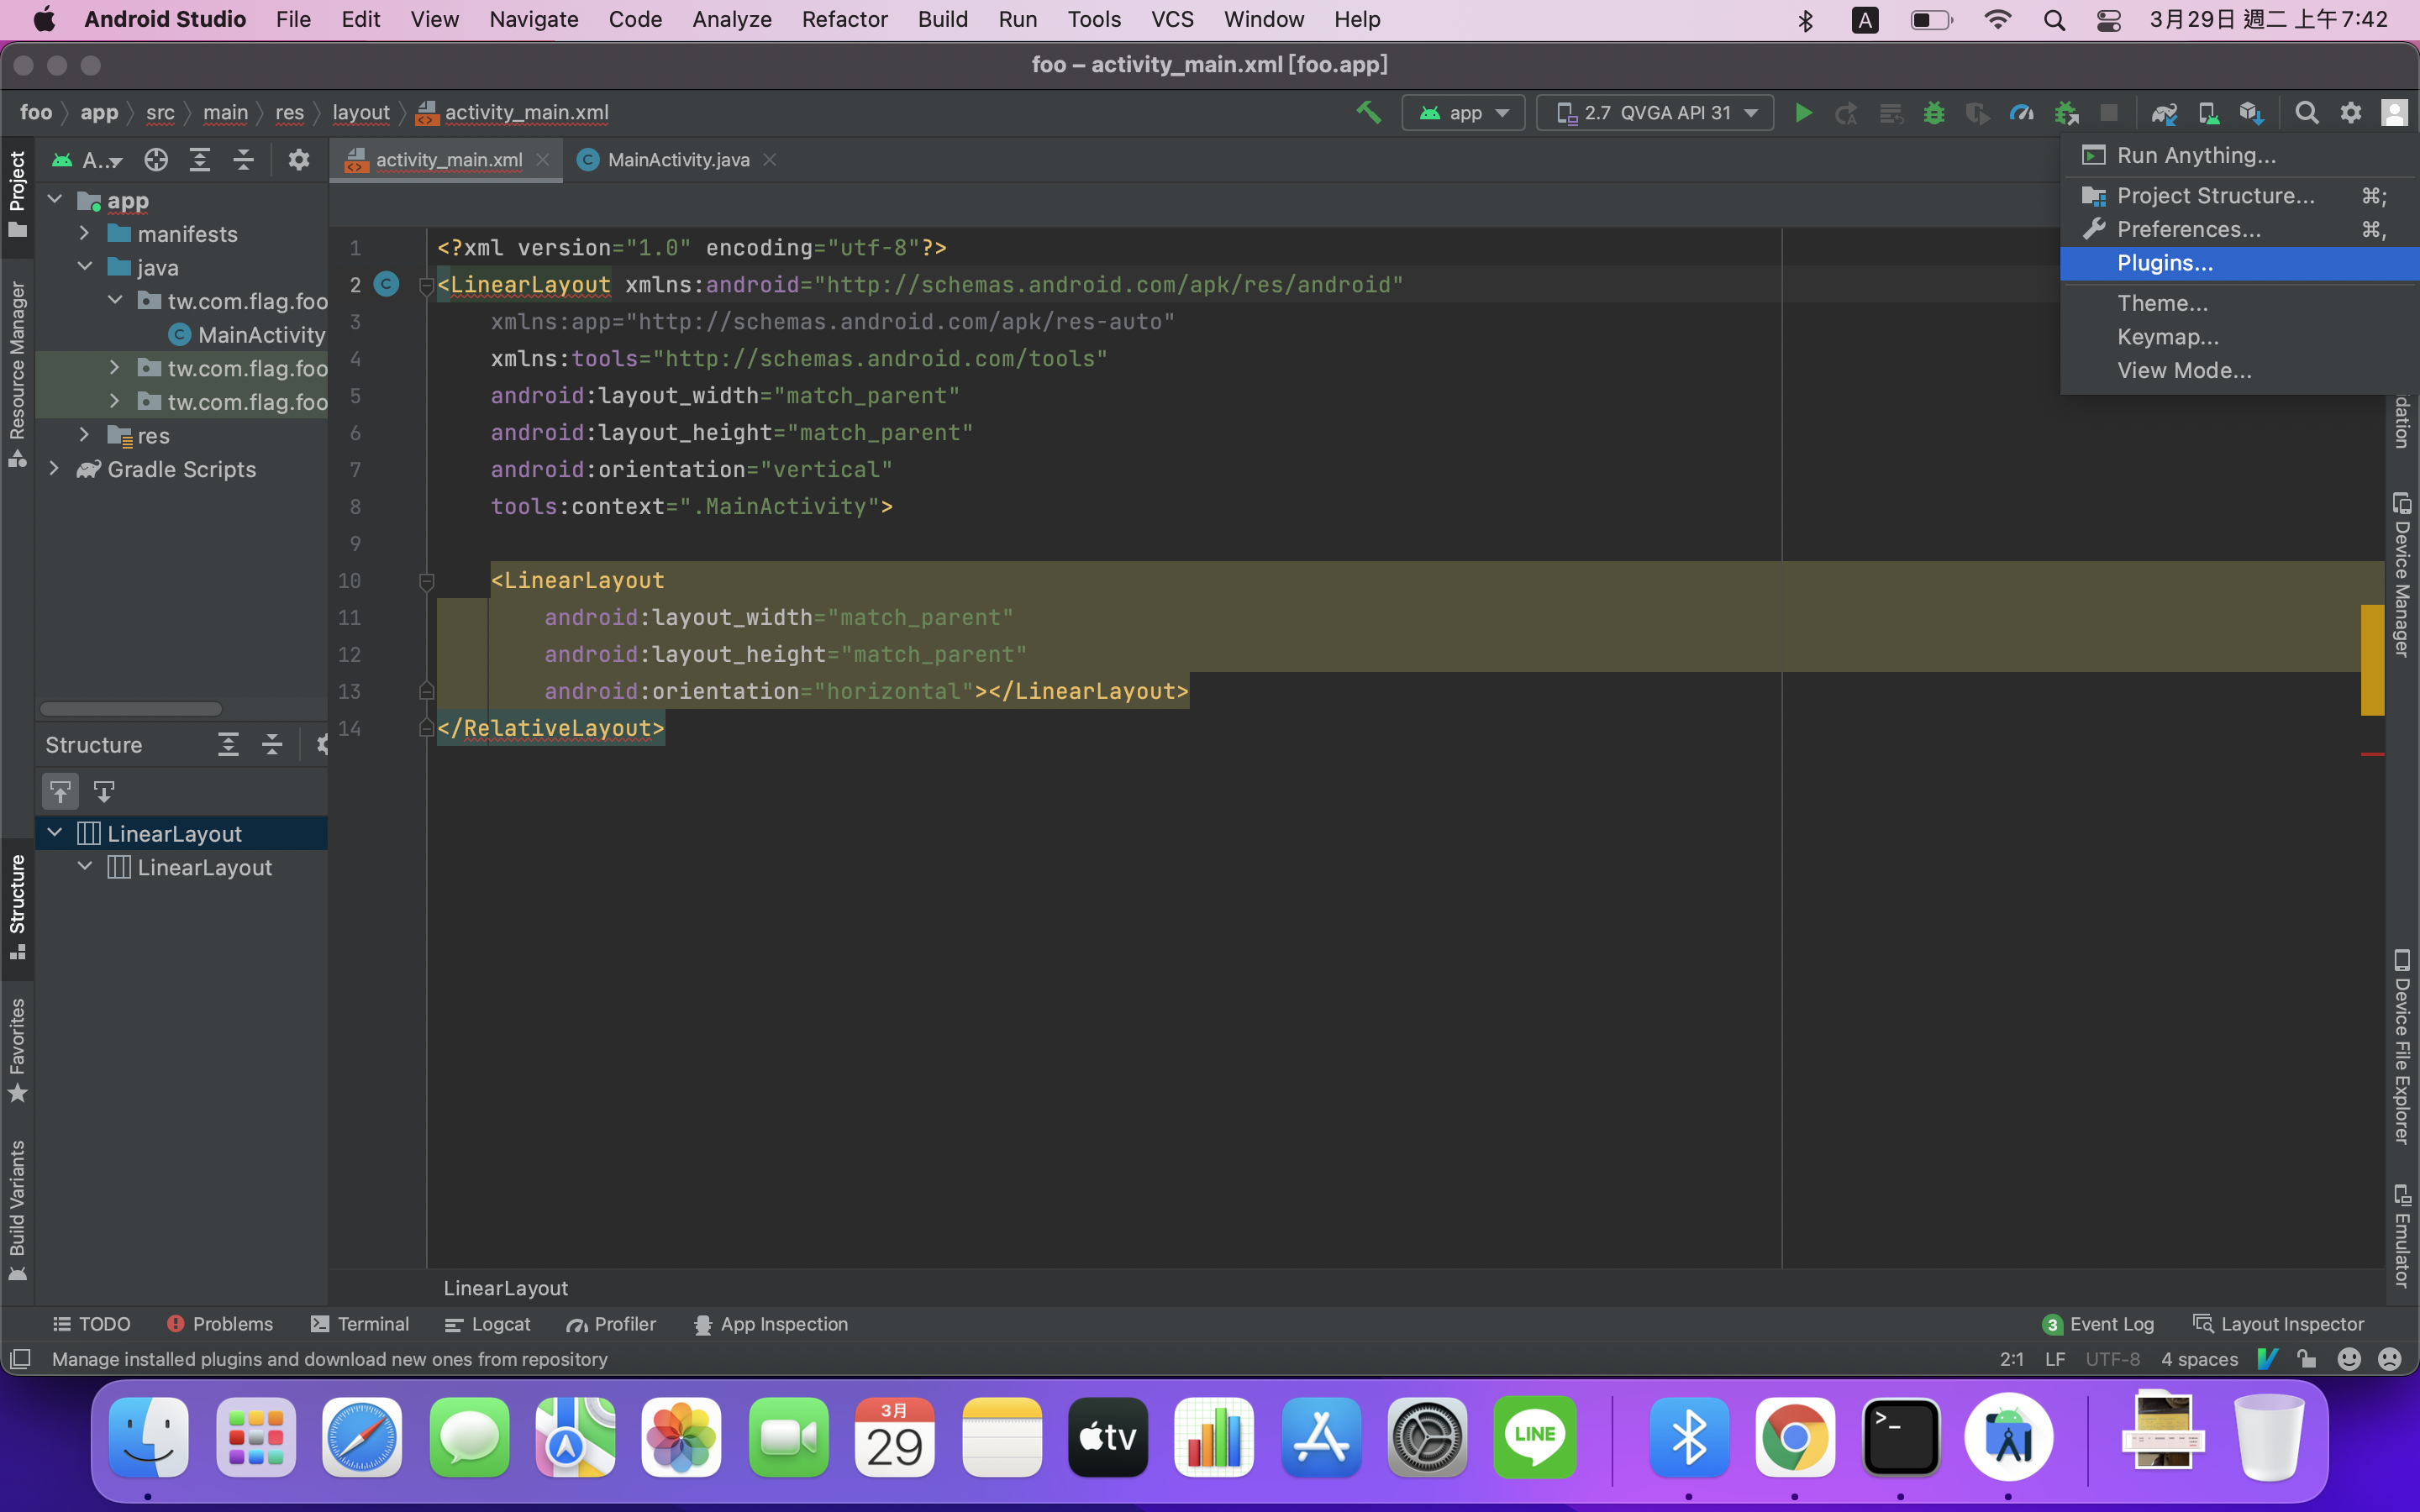 Android Studio File Edit View Navigate Code Analyze Refactor Build Run Tools VCS Window Help A 3月29日 週二 上午7:42
foo – activity_main.xml [foo.app]
foo app src main res layout activity_main.xml app 2.7 QVGA API 31
A... activity_main.xml MainActivity.java
Run Anything...
Project Structure... ⌘;
Preferences... ⌘,
Plugins...
Theme...
Keymap...
View Mode...
Project
Resource Manager
Structure
Favorites
Build Variants
app
manifests
java
tw.com.flag.foo
MainActivity
tw.com.flag.foo
tw.com.flag.foo
res
Gradle Scripts
Structure
LinearLayout
LinearLayout
1 <?xml version="1.0" encoding="utf-8"?>
2 <LinearLayout xmlns:android="http://schemas.android.com/apk/res/android"
3 xmlns:app="http://schemas.android.com/apk/res-auto"
4 xmlns:tools="http://schemas.android.com/tools"
5 android:layout_width="match_parent"
6 android:layout_height="match_parent"
7 android:orientation="vertical"
8 tools:context=".MainActivity">
9
10 <LinearLayout
11 android:layout_width="match_parent"
12 android:layout_height="match_parent"
13 android:orientation="horizontal"></LinearLayout>
14 </RelativeLayout>
dation
Device Manager
Device File Explorer
Emulator
LinearLayout
TODO Problems Terminal Logcat Profiler App Inspection 3 Event Log Layout Inspector
Manage installed plugins and download new ones from repository 2:1 LF UTF-8 4 spaces
3月
29
tv
LINE